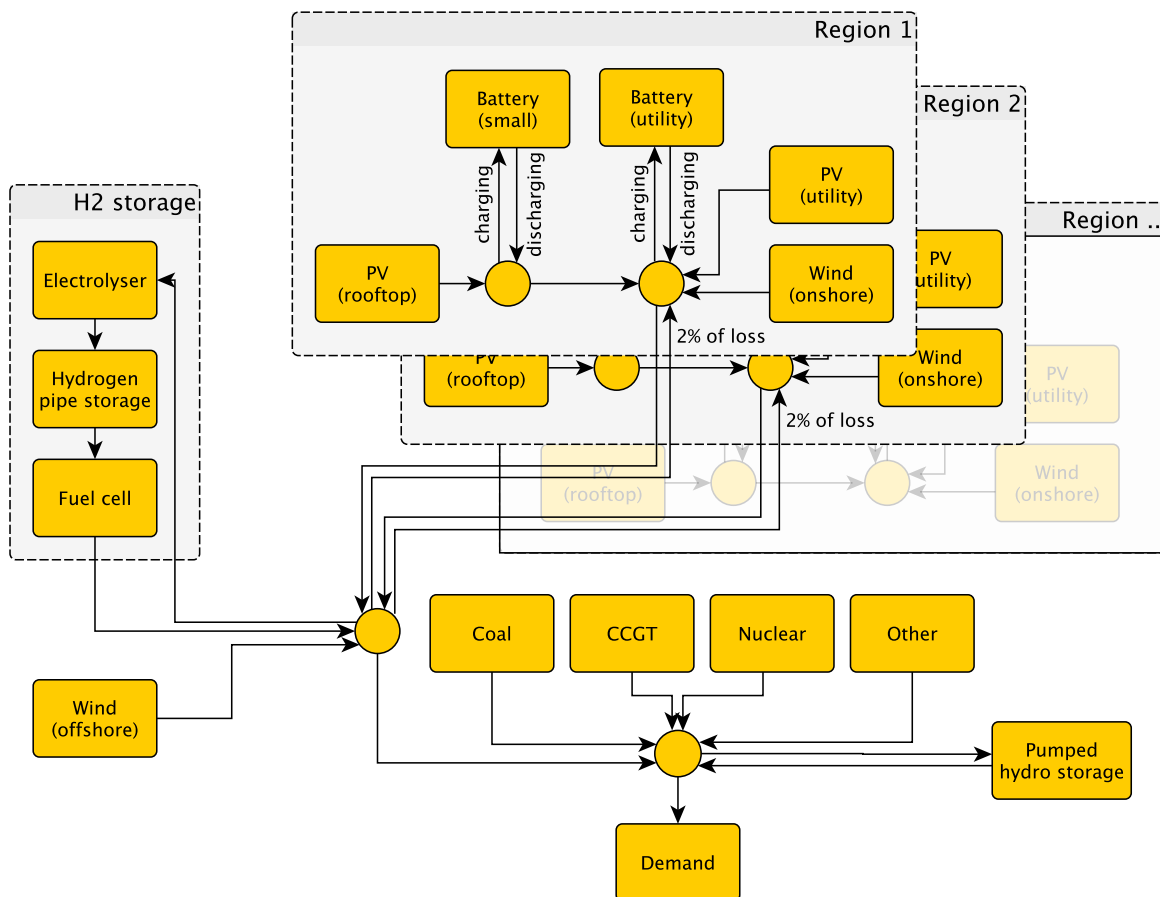 Region 1
Battery
(small)
Battery
(utility)
charging
discharging
charging
discharging
PV
(utility)
PV
(rooftop)
Wind
(onshore)
2% of loss
Region 2
PV
utility)
PV
(rooftop)
Wind
(onshore)
2% of loss
Region ..
PV
(utility)
PV
(rooftop)
Wind
(onshore)
H2 storage
Electrolyser
Hydrogen
pipe storage
Fuel cell
Wind
(offshore)
Coal
CCGT
Nuclear
Other
Pumped
hydro storage
Demand